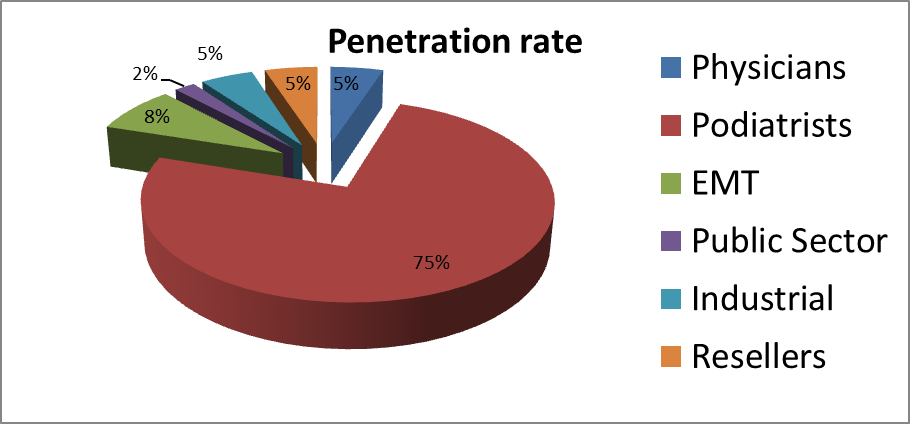 Penetration rate
5%
5%
5%
2%
8%
75%
Physicians
Podiatrists
EMT
Public Sector
Industrial
Resellers